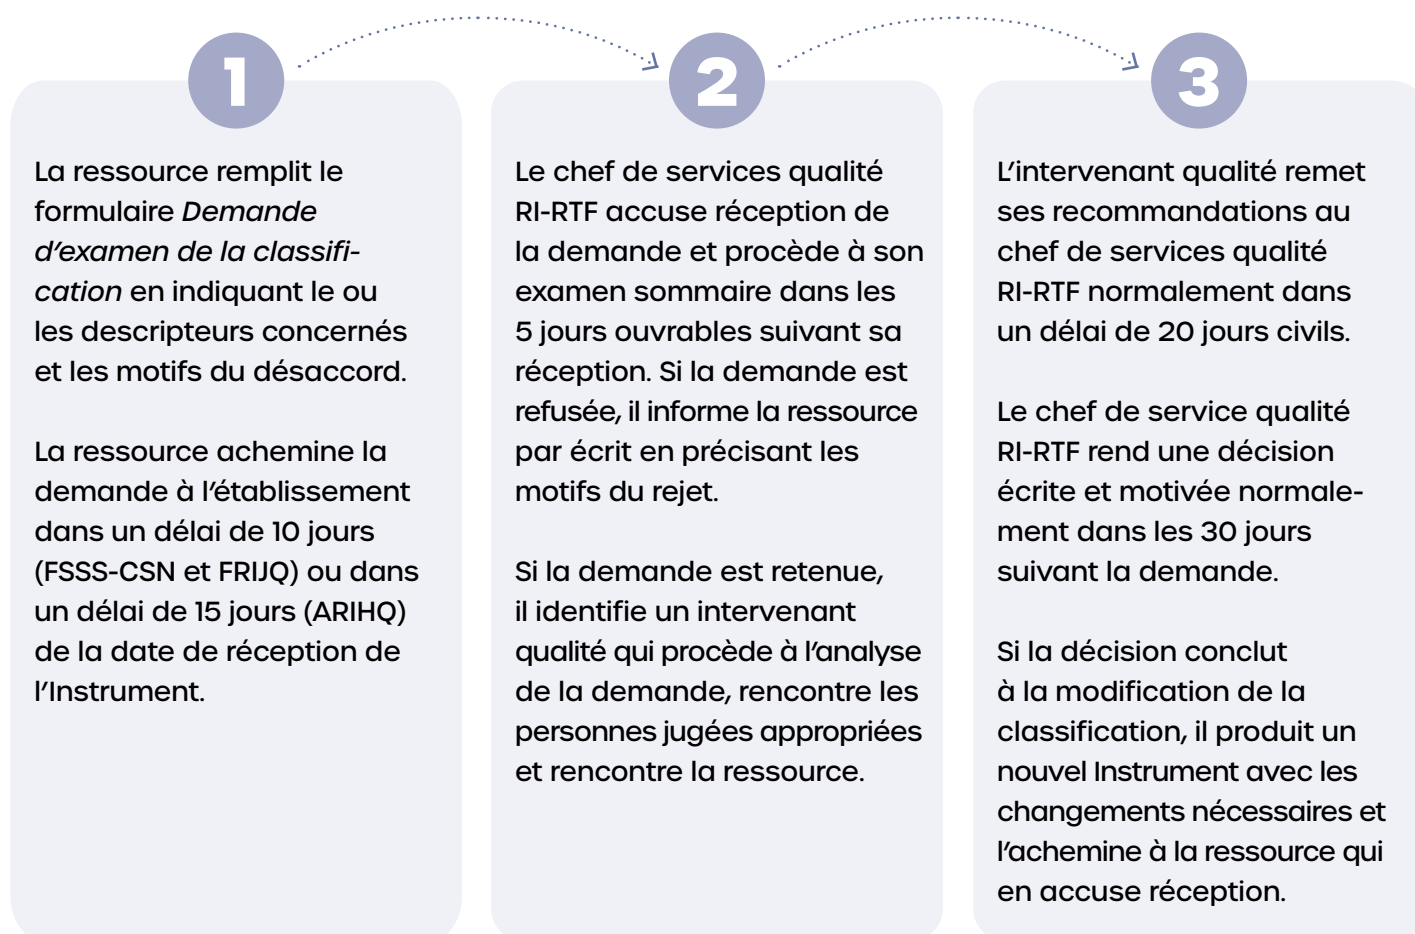 1
La ressource remplit le
formulaire Demande
d’examen de la classifi-
cation en indiquant le ou
les descripteurs concernés
et les motifs du désaccord.
La ressource achemine la
demande à l’établissement
dans un délai de 10 jours
(FSSS-CSN et FRIJQ) ou dans
un délai de 15 jours (ARIHQ)
de la date de réception de
l’Instrument.
2
Le chef de services qualité
RI-RTF accuse réception de
la demande et procède à son
examen sommaire dans les
5 jours ouvrables suivant sa
réception. Si la demande est
refusée, il informe la ressource
par écrit en précisant les
motifs du rejet.
Si la demande est retenue,
il identifie un intervenant
qualité qui procède à l’analyse
de la demande, rencontre les
personnes jugées appropriées
et rencontre la ressource.
3
L’intervenant qualité remet
ses recommandations au
chef de services qualité
RI-RTF normalement dans
un délai de 20 jours civils.
Le chef de service qualité
RI-RTF rend une décision
écrite et motivée normale-
ment dans les 30 jours
suivant la demande.
Si la décision conclut
à la modification de la
classification, il produit un
nouvel Instrument avec les
changements nécessaires et
l’achemine à la ressource qui
en accuse réception.